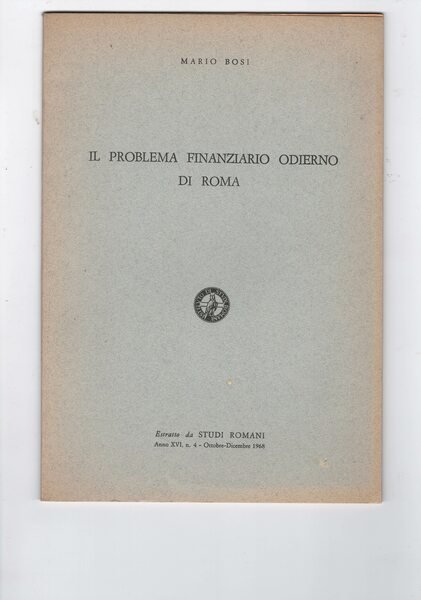 MARIO BOSI
IL PROBLEMA FINANZIARIO ODIERNO
DI ROMA
Estratto da STUDI ROMANI
Anno XVI, n. 4 - Ottobre-Dicembre 1968